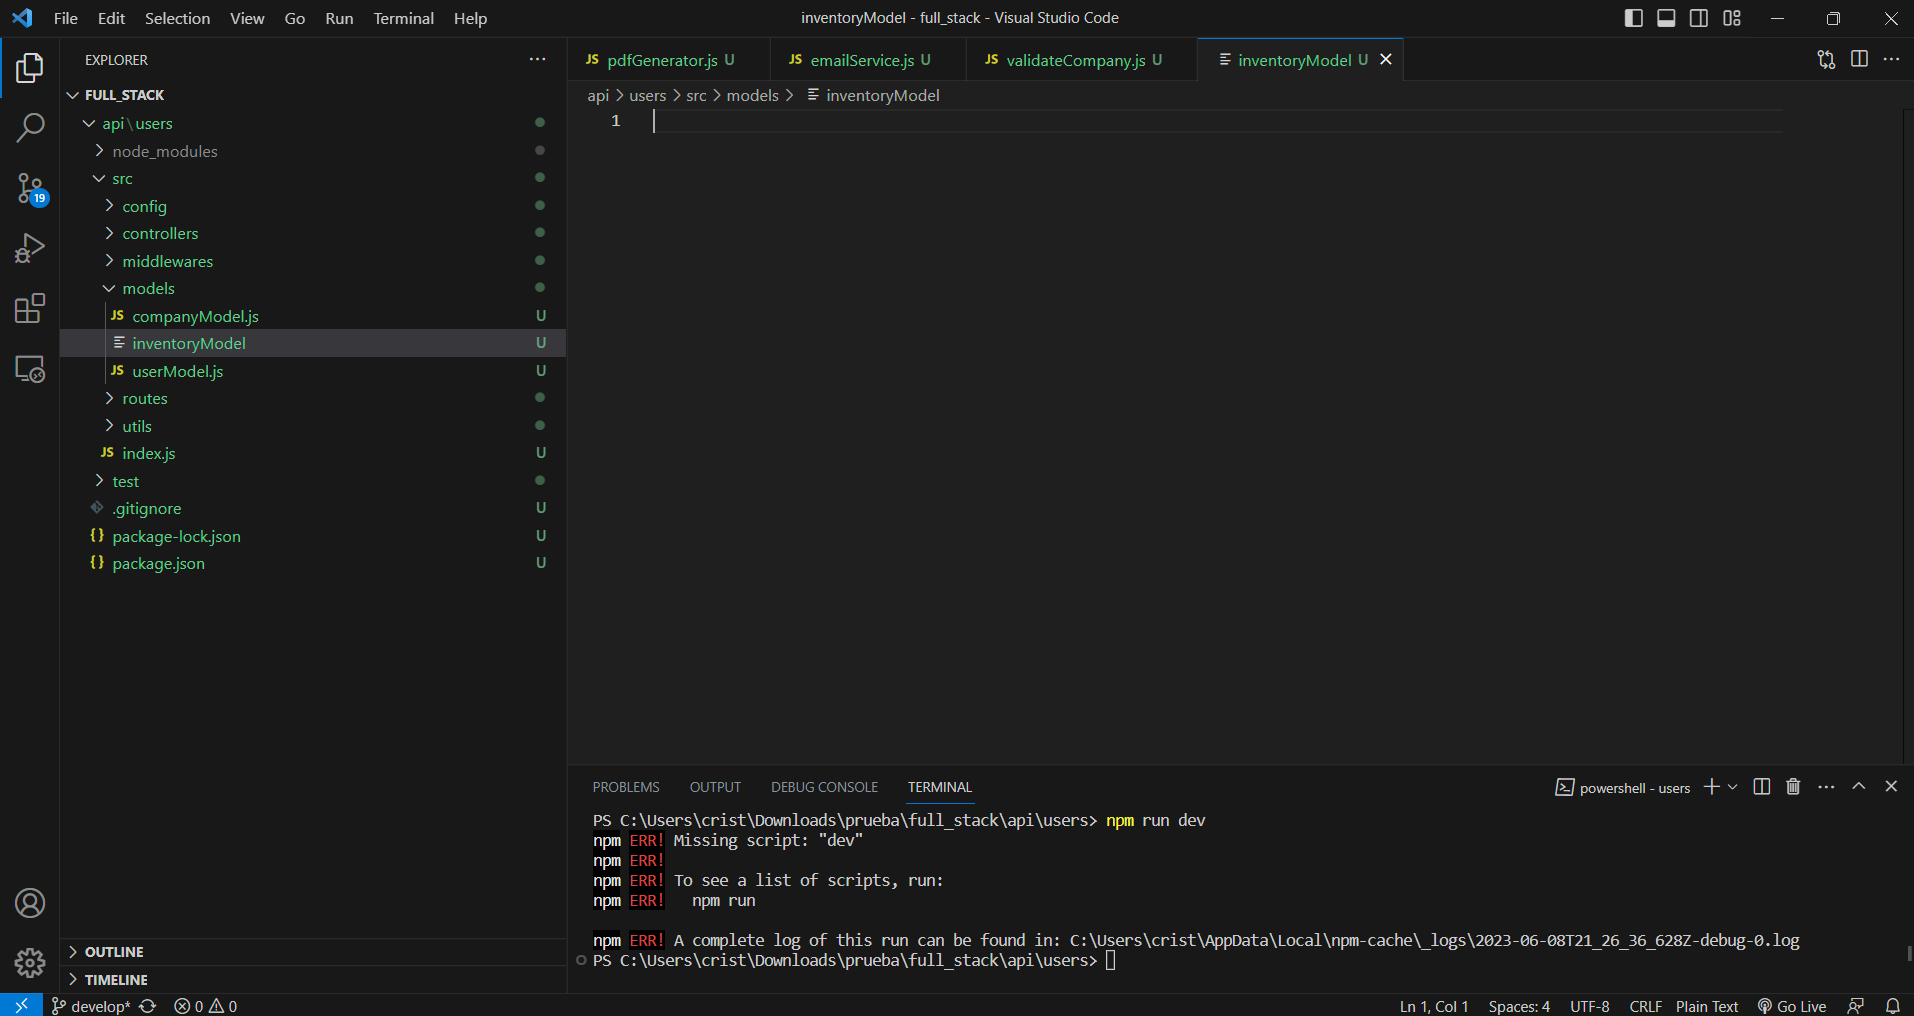 File Edit Selection View Go Run Terminal Help
inventoryModel - full_stack - Visual Studio Code
EXPLORER
FULL_STACK
api\users
node_modules
src
config
controllers
middlewares
models
JS companyModel.js U
inventoryModel U
JS userModel.js U
routes
utils
JS index.js U
test
.gitignore U
{} package-lock.json U
{} package.json U
OUTLINE
TIMELINE
19
JS pdfGenerator.js U
JS emailService.js U
JS validateCompany.js U
inventoryModel U
api > users > src > models > inventoryModel
1
PROBLEMS OUTPUT DEBUG CONSOLE TERMINAL
powershell - users
PS C:\Users\crist\Downloads\prueba\full_stack\api\users> npm run dev
npm ERR! Missing script: "dev"
npm ERR!
npm ERR! To see a list of scripts, run:
npm ERR!   npm run
npm ERR! A complete log of this run can be found in: C:\Users\crist\AppData\Local\npm-cache\_logs\2023-06-08T21_26_36_628Z-debug-0.log
PS C:\Users\crist\Downloads\prueba\full_stack\api\users>
develop* 0 0
Ln 1, Col 1 Spaces: 4 UTF-8 CRLF Plain Text Go Live